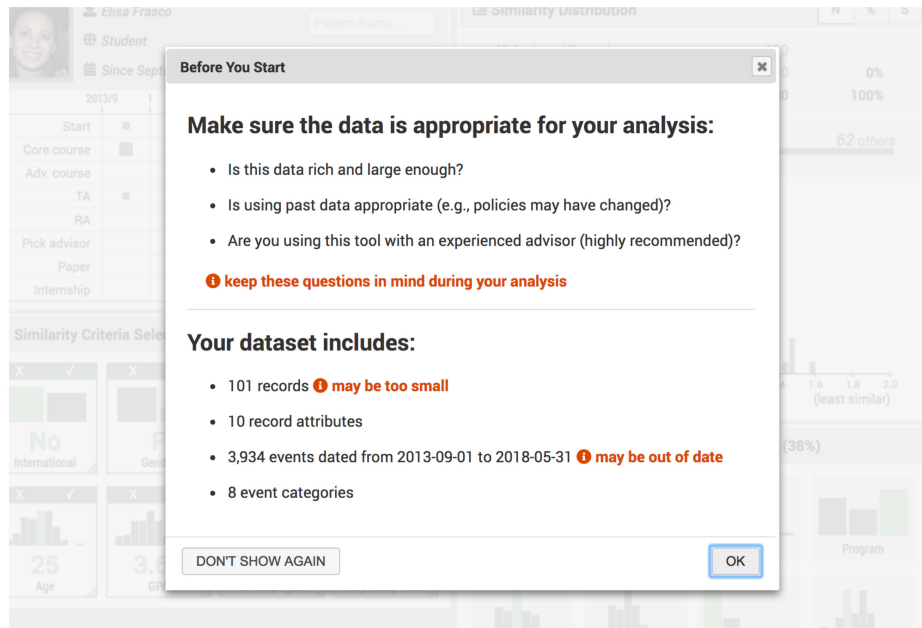 Elisa Frasco
Pattern Name...
Similarity Distribution
N % S
Student
Since Sept
0%
100%
2013/9 1
62 others
Start
Core course
Adv. course
TA
RA
Pick advisor
Paper
Internship
Before You Start
Make sure the data is appropriate for your analysis:
• Is this data rich and large enough?
• Is using past data appropriate (e.g., policies may have changed)?
• Are you using this tool with an experienced advisor (highly recommended)?
keep these questions in mind during your analysis
Your dataset includes:
• 101 records may be too small
• 10 record attributes
• 3,934 events dated from 2013-09-01 to 2018-05-31 may be out of date
• 8 event categories
DON'T SHOW AGAIN
OK
Similarity Criteria Sele
X ✓ X
No
International
Gend
X ✓ X
25
Age
3.6
GP
1.6 1.8 2.0
(least similar)
(38%)
Program